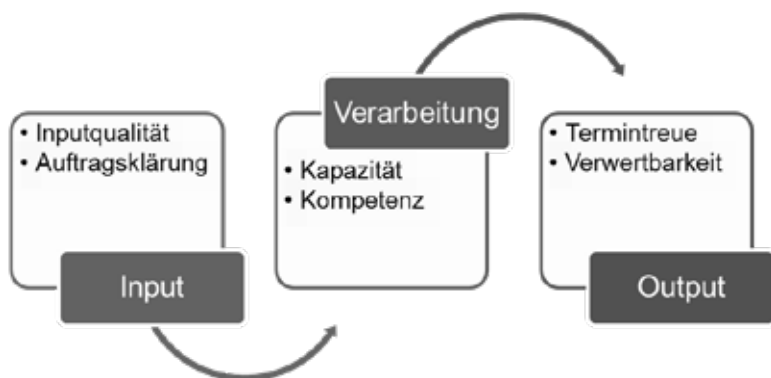 • Inputqualität
• Auftragsklärung
Input
Verarbeitung
• Kapazität
• Kompetenz
• Termintreue
• Verwertbarkeit
Output